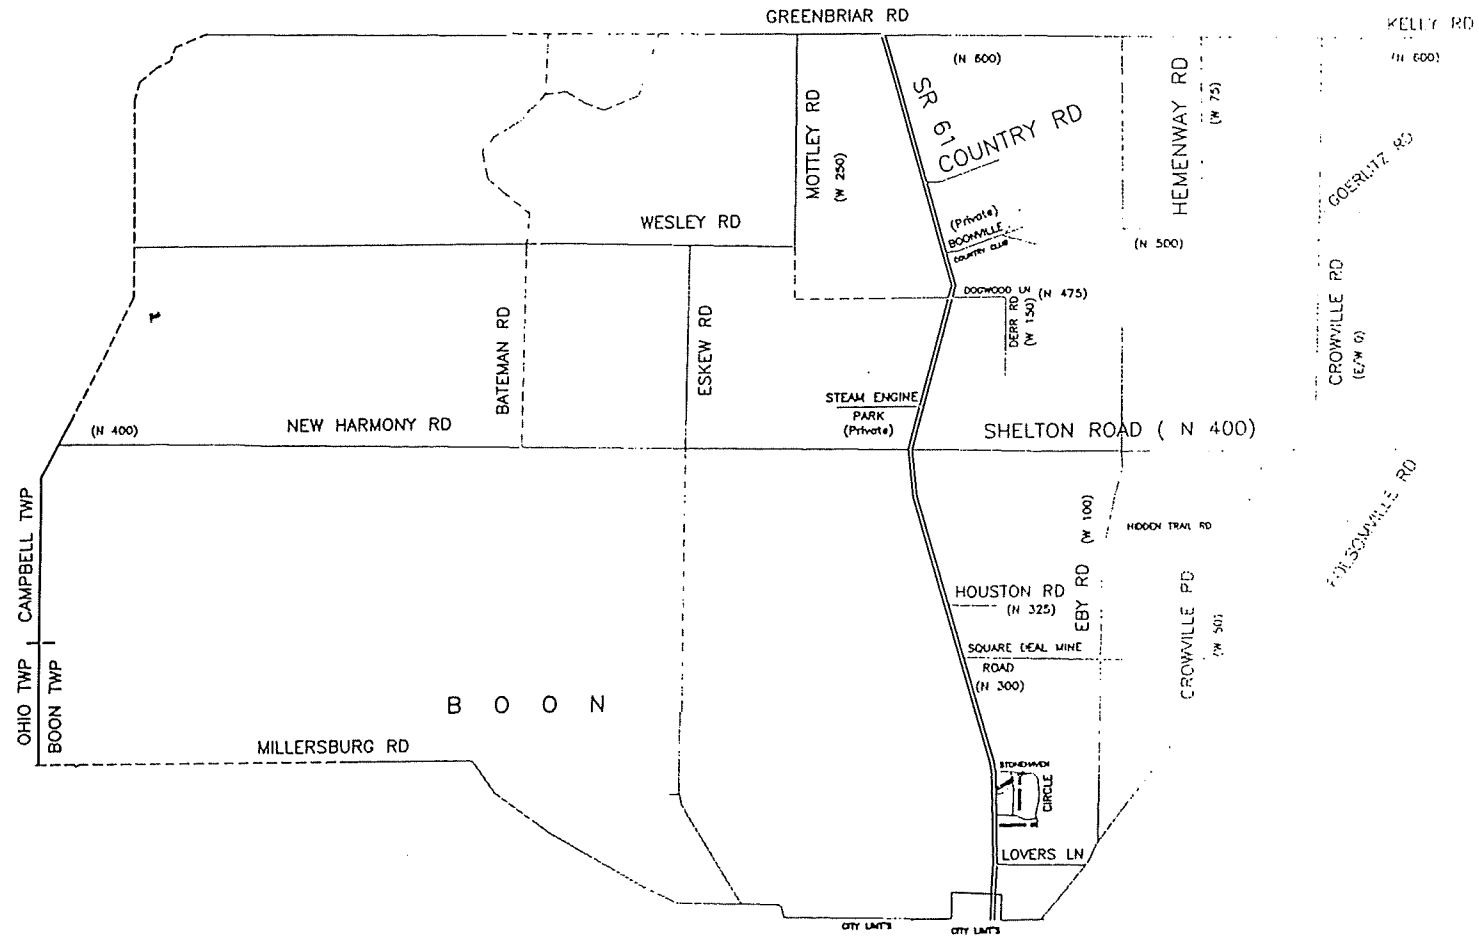 GREENBRIAR RD
KELLY RD
(N 600)
(N 600)
SR 61
COUNTRY RD
MOTTLEY RD
(W 250)
HEMENWAY RD
(W 75)
GOERLITZ RD
WESLEY RD
(Private)
BOONVILLE
COUNTRY CLUB
(N 500)
DOGWOOD LN (N 475)
DERR RD
(W 150)
CROWVILLE RD
(E/W 0)
BATEMAN RD
ESKEW RD
STEAM ENGINE
PARK
(Private)
(N 400)
NEW HARMONY RD
SHELTON ROAD ( N 400)
CAMPBELL TWP
FOLSOMVILLE RD
EBY RD
(W 100)
HIDDEN TRAIL RD
HOUSTON RD
(N 325)
CROWVILLE RD
(W 50)
SQUARE DEAL MINE
ROAD
(N 300)
OHIO TWP
BOON TWP
BOON
MILLERSBURG RD
STONEHAVEN
CIRCLE
LOVERS LN
CITY LIMITS
CITY LIMITS